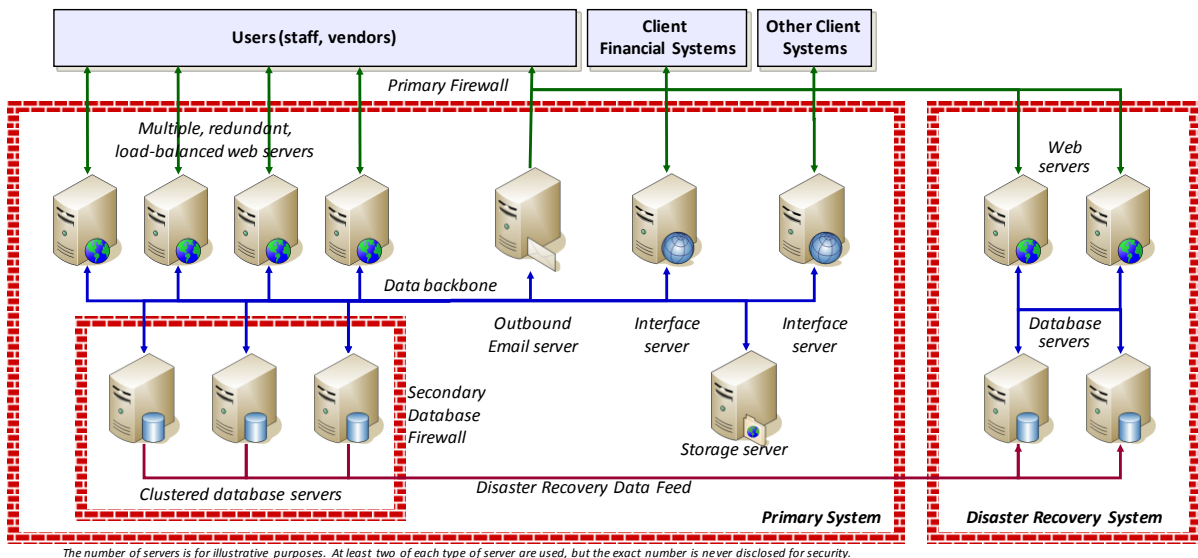 Users (staff, vendors)
Client
Financial Systems
Other Client
Systems
Primary Firewall
Multiple, redundant,
load-balanced web servers
Web
servers
Data backbone
Outbound
Email server
Interface
server
Interface
server
Database
servers
Secondary
Database
Firewall
Storage server
Clustered database servers
Disaster Recovery Data Feed
Primary System
Disaster Recovery System
The number of servers is for illustrative purposes. At least two of each type of server are used, but the exact number is never disclosed for security.